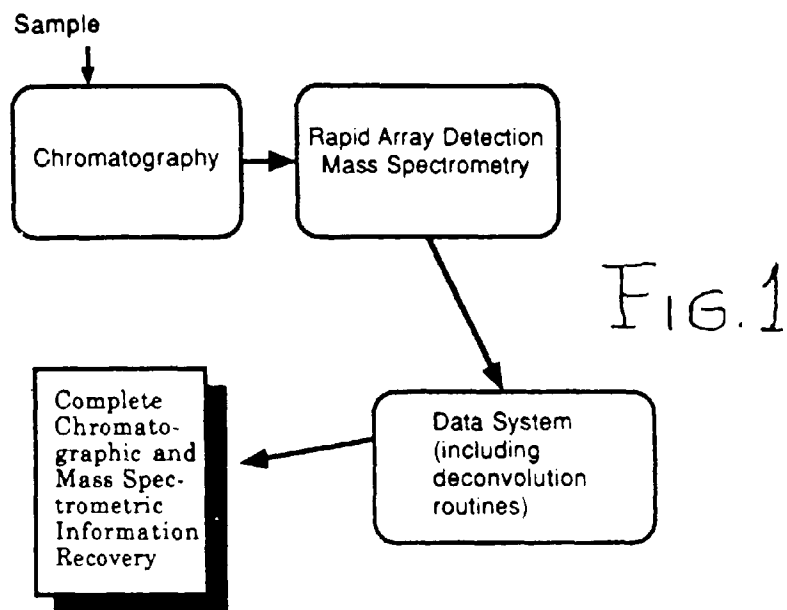 Sample
Chromatography
Rapid Array Detection
Mass Spectrometry
FIG. 1
Data System
(including
deconvolution
routines)
Complete
Chromato-
graphic and
Mass Spec-
trometric
Information
Recovery